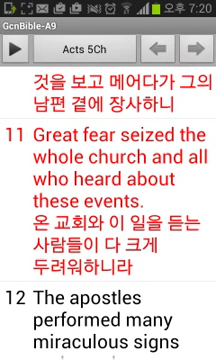 오후 7:20
GcnBible-A9
Acts 5Ch
것을 보고 메어다가 그의
남편 곁에 장사하니
11 Great fear seized the
whole church and all
who heard about
these events.
온 교회와 이 일을 듣는
사람들이 다 크게
두려워하니라
12 The apostles
performed many
miraculous signs